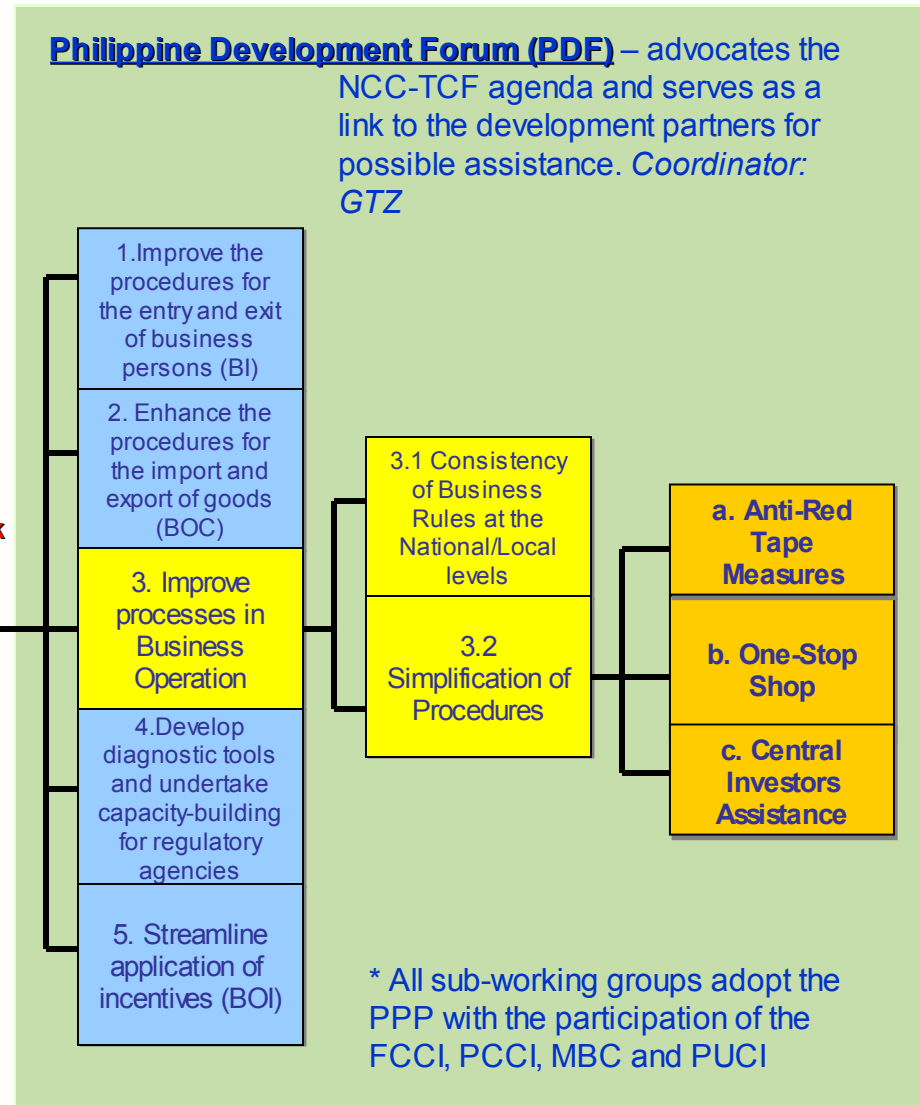 Philippine Development Forum (PDF) – advocates the
NCC-TCF agenda and serves as a
link to the development partners for
possible assistance. Coordinator:
GTZ
1.Improve the
procedures for
the entry and exit
of business
persons (BI)
2. Enhance the
procedures for
the import and
export of goods
(BOC)
3. Improve
processes in
Business
Operation
4.Develop
diagnostic tools
and undertake
capacity-building
for regulatory
agencies
5. Streamline
application of
incentives (BOI)
3.1 Consistency
of Business
Rules at the
National/Local
levels
3.2
Simplification of
Procedures
a. Anti-Red
Tape
Measures
b. One-Stop
Shop
c. Central
Investors
Assistance
* All sub-working groups adopt the
PPP with the participation of the
FCCI, PCCI, MBC and PUCI